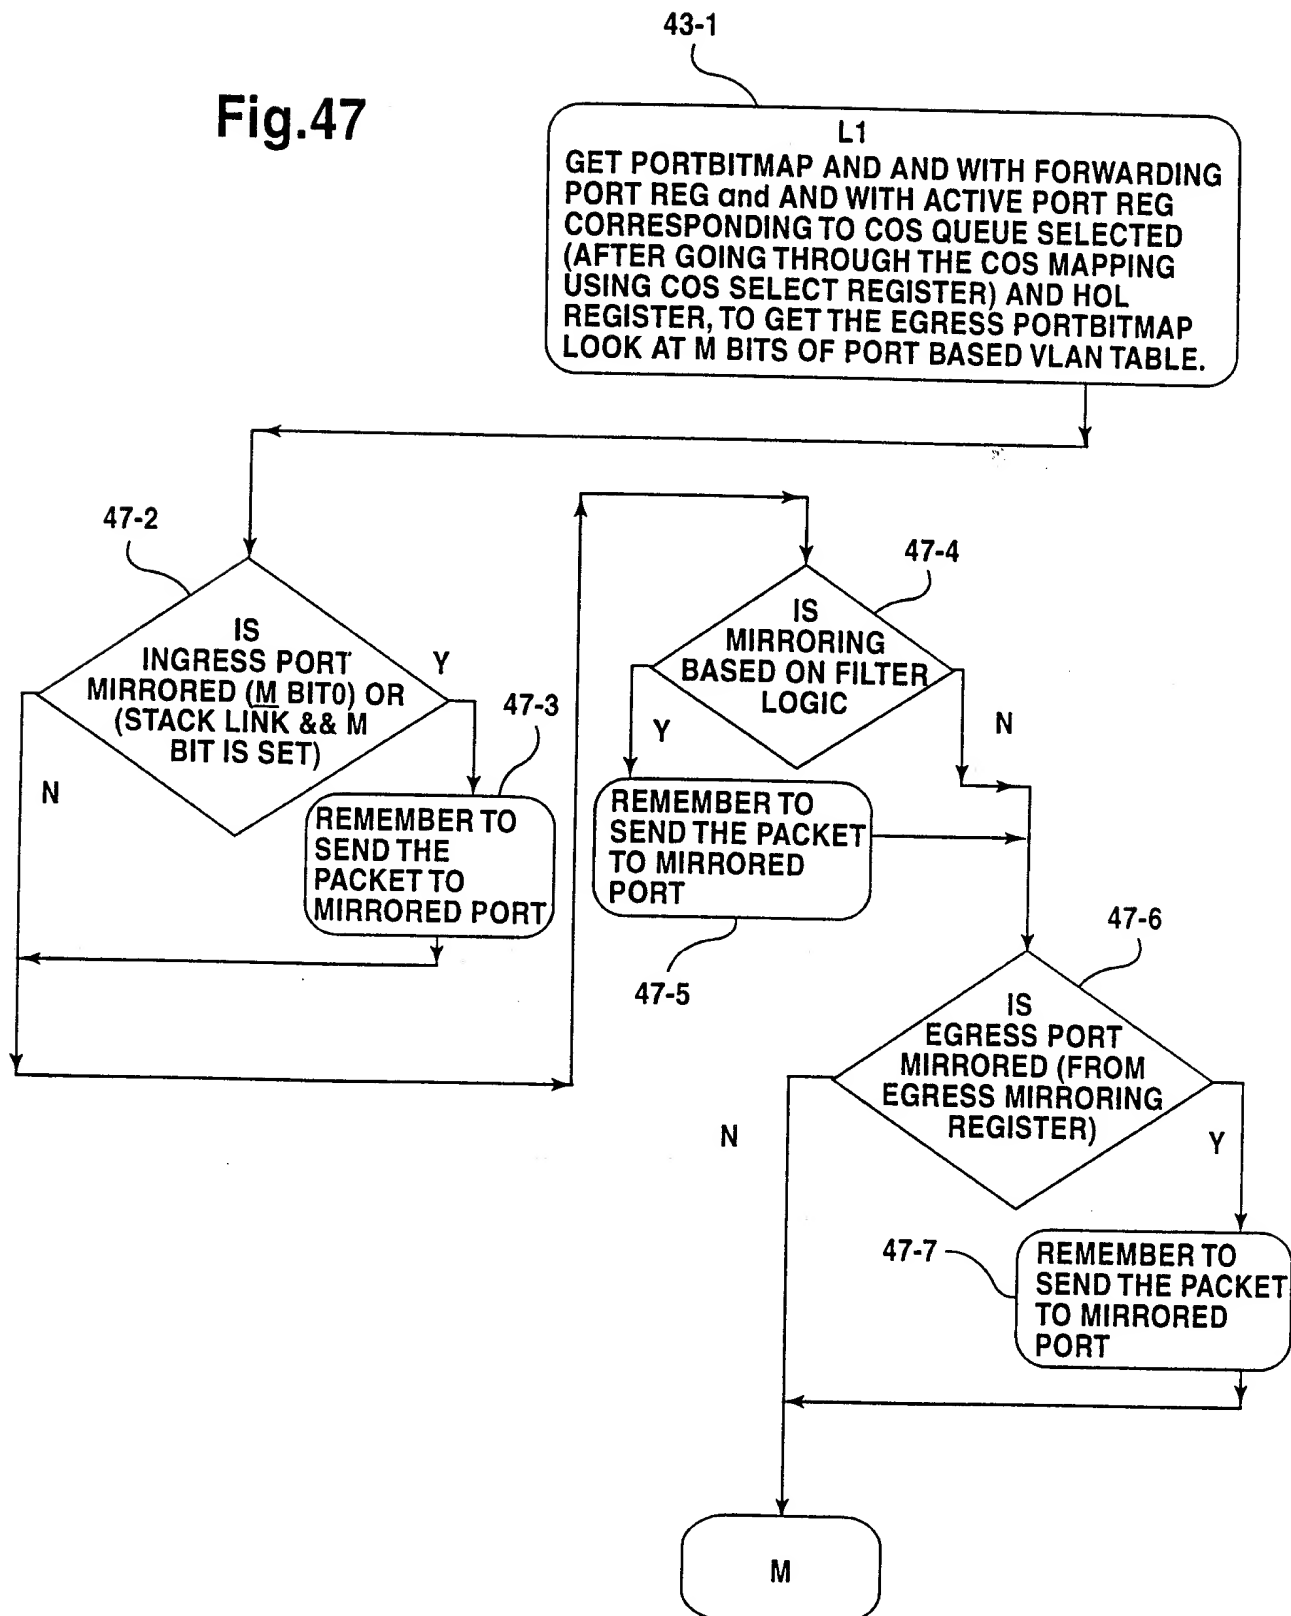 43-1
Fig.47
L1
GET PORTBITMAP AND AND WITH FORWARDING
PORT REG and AND WITH ACTIVE PORT REG
CORRESPONDING TO COS QUEUE SELECTED
(AFTER GOING THROUGH THE COS MAPPING
USING COS SELECT REGISTER) AND HOL
REGISTER, TO GET THE EGRESS PORTBITMAP
LOOK AT M BITS OF PORT BASED VLAN TABLE.
47-2
IS
INGRESS PORT
MIRRORED (M BIT0) OR
(STACK LINK && M
BIT IS SET)
Y
N
47-3
REMEMBER TO
SEND THE
PACKET TO
MIRRORED PORT
47-4
IS
MIRRORING
BASED ON FILTER
LOGIC
Y
N
REMEMBER TO
SEND THE PACKET
TO MIRRORED
PORT
47-5
47-6
IS
EGRESS PORT
MIRRORED (FROM
EGRESS MIRRORING
REGISTER)
N
Y
47-7
REMEMBER TO
SEND THE PACKET
TO MIRRORED
PORT
M